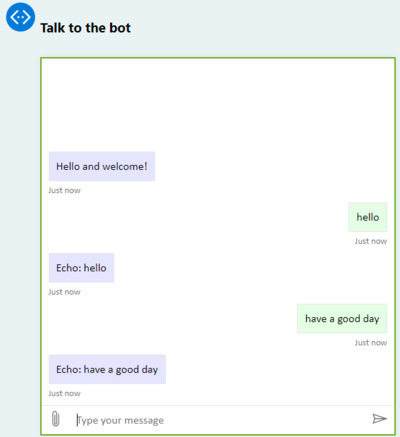 Talk to the bot
Hello and welcome!
Just now
hello
Just now
Echo: hello
Just now
have a good day
Just now
Echo: have a good day
Just now
Type your message